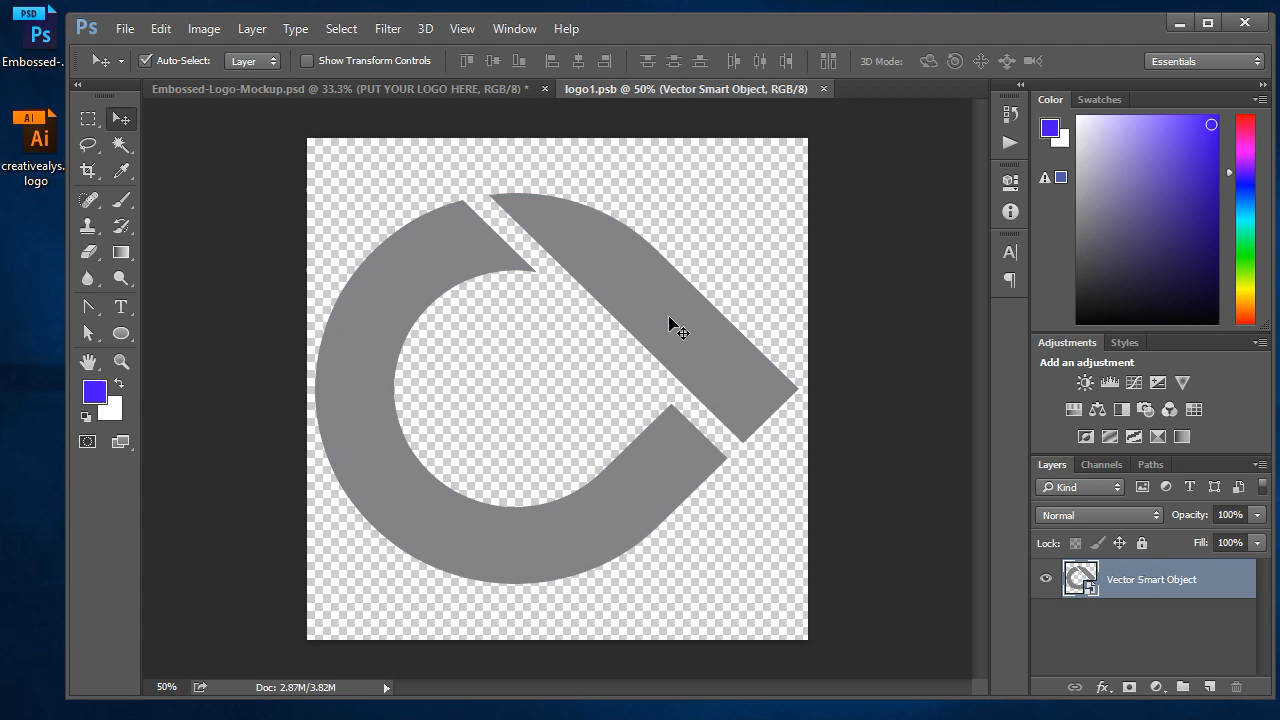 PSD
Ps
Embossed-...
AI
Ai
creativealys...
logo
Ps File Edit Image Layer Type Select Filter 3D View Window Help
Auto-Select: Layer Show Transform Controls 3D Mode: Essentials
Embossed-Logo-Mockup.psd @ 33.3% (PUT YOUR LOGO HERE, RGB/8) * ×
logo1.psb @ 50% (Vector Smart Object, RGB/8) ×
Color Swatches
Adjustments Styles
Add an adjustment
Layers Channels Paths
Kind T
Normal Opacity: 100%
Lock: Fill: 100%
Vector Smart Object
fx
T
A
50% Doc: 2.87M/3.82M